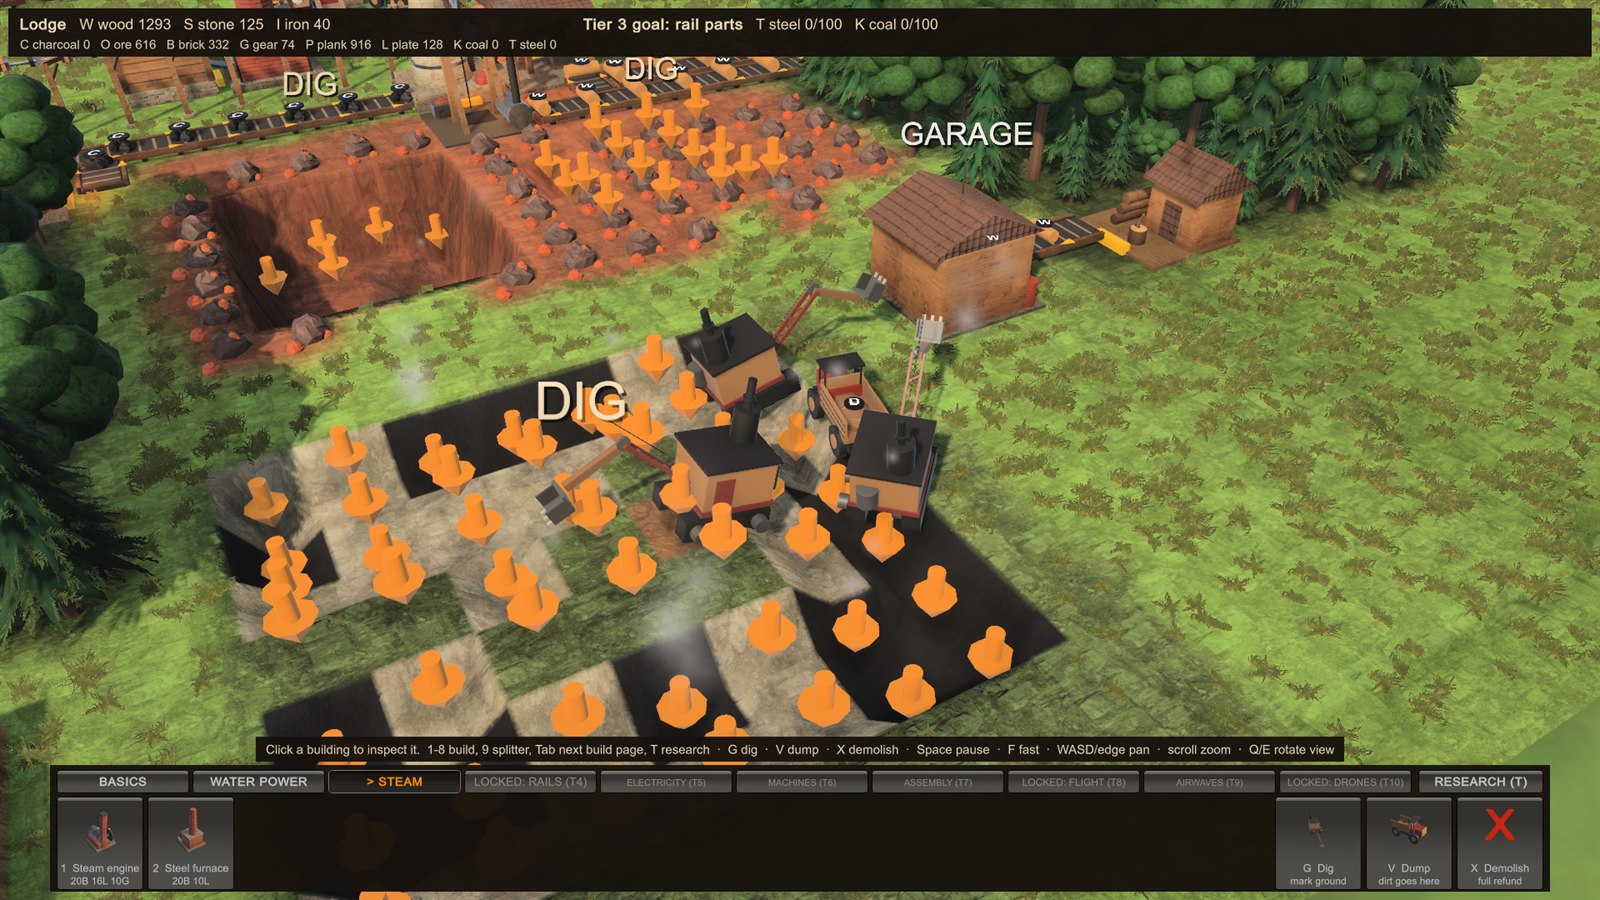 Lodge W wood 1293 S stone 125 I iron 40
Tier 3 goal: rail parts T steel 0/100 K coal 0/100
C charcoal 0 O ore 616 B brick 332 G gear 74 P plank 916 L plate 128 K coal 0 T steel 0
DIG
DIG
GARAGE
DIG
C
C
C
C
C
W
W
W
W
D
Click a building to inspect it. 1-8 build, 9 splitter, Tab next build page, T research · G dig · V dump · X demolish · Space pause · F fast · WASD/edge pan · scroll zoom · Q/E rotate view
BASICS
WATER POWER
> STEAM
LOCKED: RAILS (T4)
ELECTRICITY (T5)
MACHINES (T6)
ASSEMBLY (T7)
LOCKED: FLIGHT (T8)
AIRWAVES (T9)
LOCKED: DRONES (T10)
RESEARCH (T)
1 Steam engine
20B 16L 10G
2 Steel furnace
20B 10L
G Dig
mark ground
V Dump
dirt goes here
X Demolish
full refund